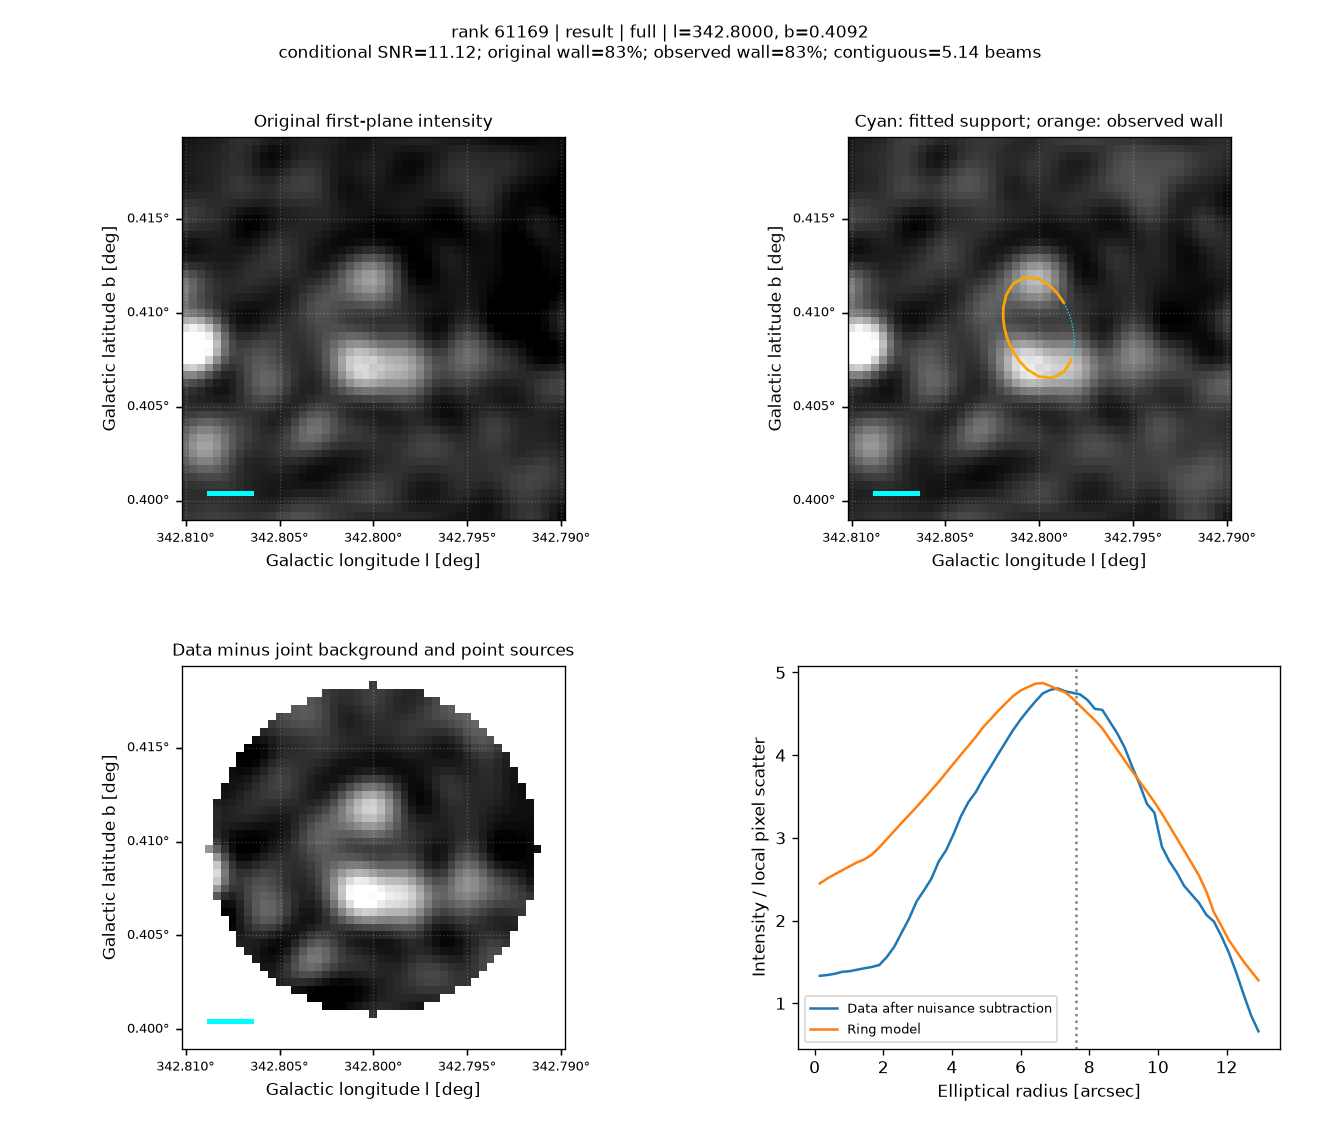 rank 61169 | result | full | l=342.8000, b=0.4092
conditional SNR=11.12; original wall=83%; observed wall=83%; contiguous=5.14 beams
Original first-plane intensity
Galactic latitude b [deg]
0.415°
0.410°
0.405°
0.400°
342.810° 342.805° 342.800° 342.795° 342.790°
Galactic longitude l [deg]
Cyan: fitted support; orange: observed wall
Galactic latitude b [deg]
0.415°
0.410°
0.405°
0.400°
342.810° 342.805° 342.800° 342.795° 342.790°
Galactic longitude l [deg]
Data minus joint background and point sources
Galactic latitude b [deg]
0.415°
0.410°
0.405°
0.400°
342.810° 342.805° 342.800° 342.795° 342.790°
Galactic longitude l [deg]
Intensity / local pixel scatter
5
4
3
2
1
Data after nuisance subtraction
Ring model
0 2 4 6 8 10 12
Elliptical radius [arcsec]